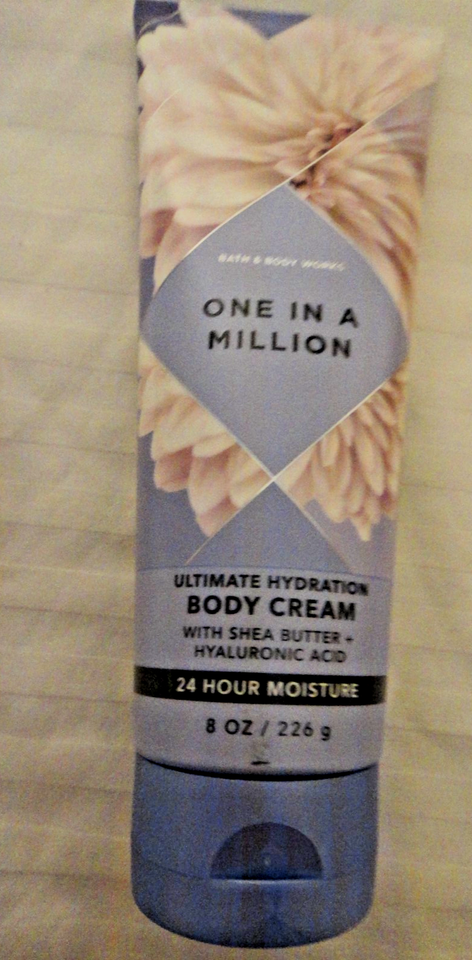 BATH & BODY WORKS
ONE IN A
MILLION
ULTIMATE HYDRATION
BODY CREAM
WITH SHEA BUTTER +
HYALURONIC ACID
24 HOUR MOISTURE
8 OZ / 226 g